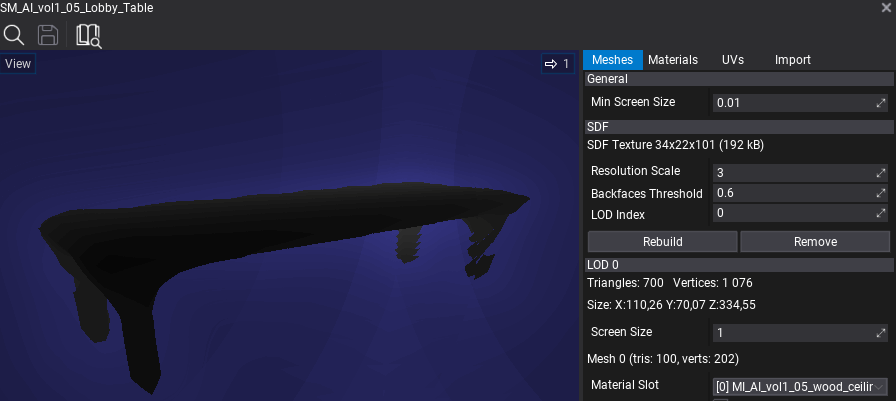 SM_AI_vol1_05_Lobby_Table
View
1
Meshes Materials UVs Import
General
Min Screen Size 0.01
SDF
SDF Texture 34x22x101 (192 kB)
Resolution Scale 3
Backfaces Threshold 0.6
LOD Index 0
Rebuild Remove
LOD 0
Triangles: 700 Vertices: 1 076
Size: X:110,26 Y:70,07 Z:334,55
Screen Size 1
Mesh 0 (tris: 100, verts: 202)
Material Slot [0] MI_AI_vol1_05_wood_ceilir